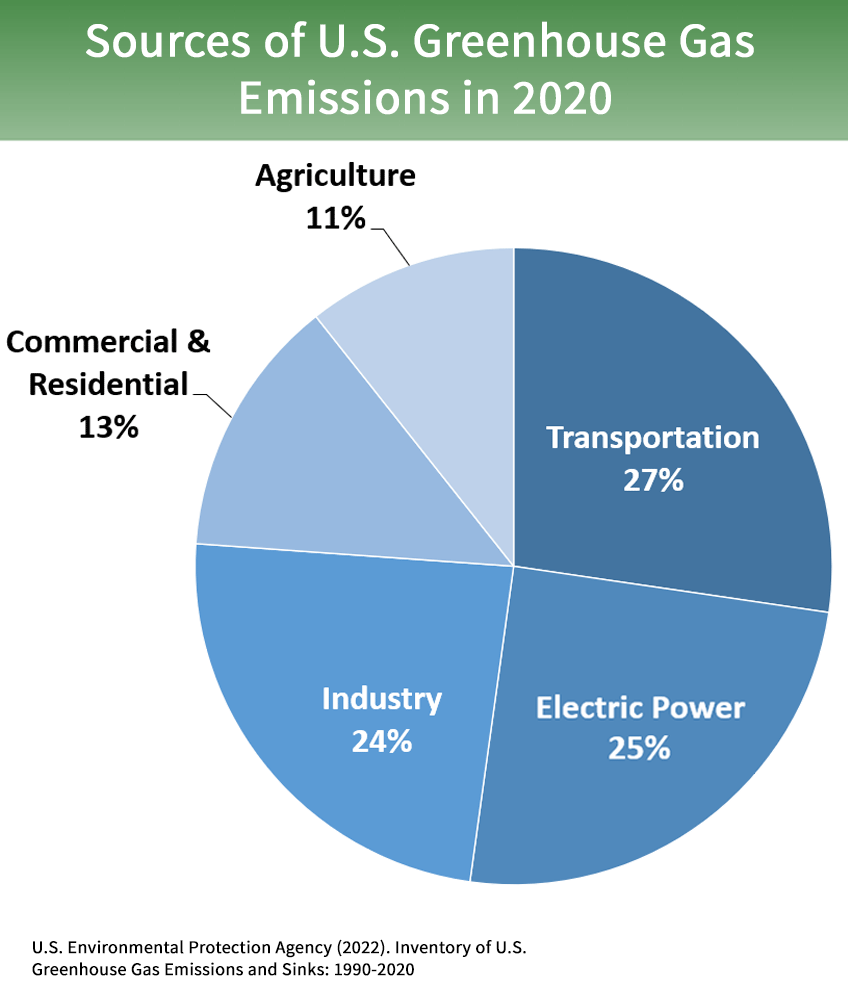 Sources of U.S. Greenhouse Gas
Emissions in 2020
Agriculture
11%
Commercial &
Residential
13%
Transportation
27%
Industry
24%
Electric Power
25%
U.S. Environmental Protection Agency (2022). Inventory of U.S.
Greenhouse Gas Emissions and Sinks: 1990-2020